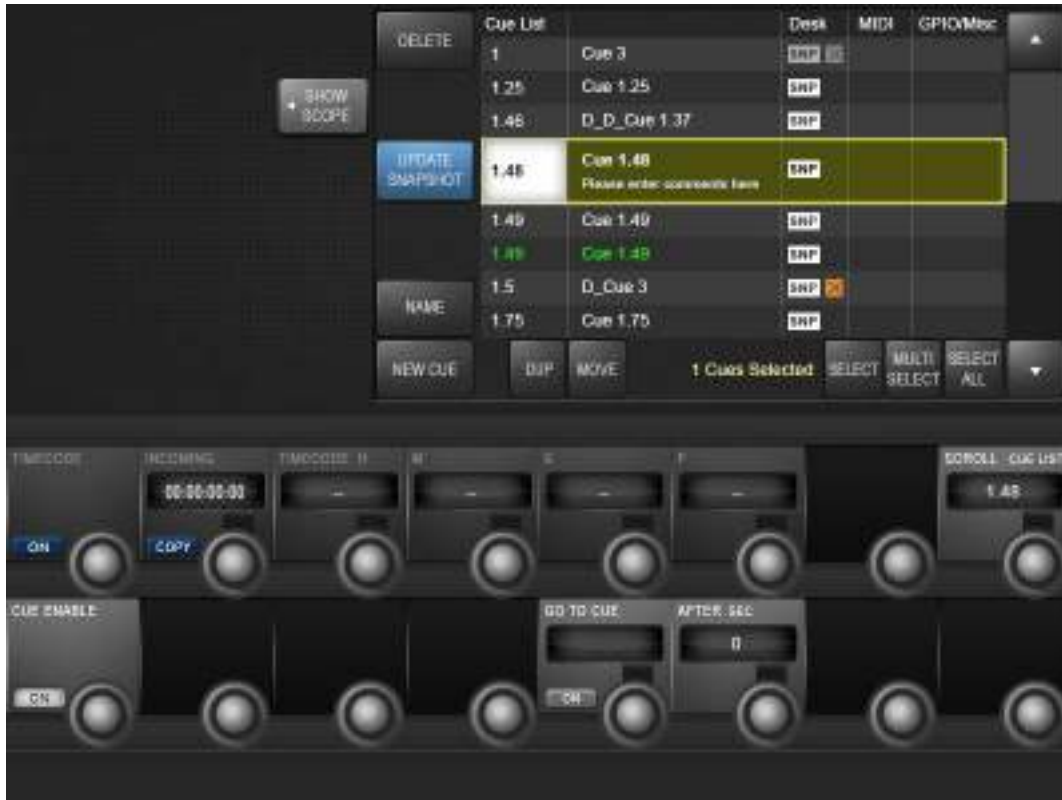 DELETE
Cue List Desk MIDI GPIO/Misc
1 Cue 3 SNP
SHOW SCOPE
1.25 Cue 1.25 SNP
1.46 D_D_Cue 1.37 SNP
UPDATE SNAPSHOT
1.48 Cue 1.48 SNP
Please enter comments here
1.49 Cue 1.49 SNP
1.49 Cue 1.49 SNP
NAME
1.5 D_Cue 3 SNP
1.75 Cue 1.75 SNP
NEW CUE DUP MOVE 1 Cues Selected SELECT MULTI SELECT SELECT ALL
TIMECODE INCOMING TIMECODE H M S F SCROLL CUE LIST
00:00:00:00 -- -- -- -- 1.48
ON COPY
CUE ENABLE GO TO CUE AFTER SEC
0
ON ON